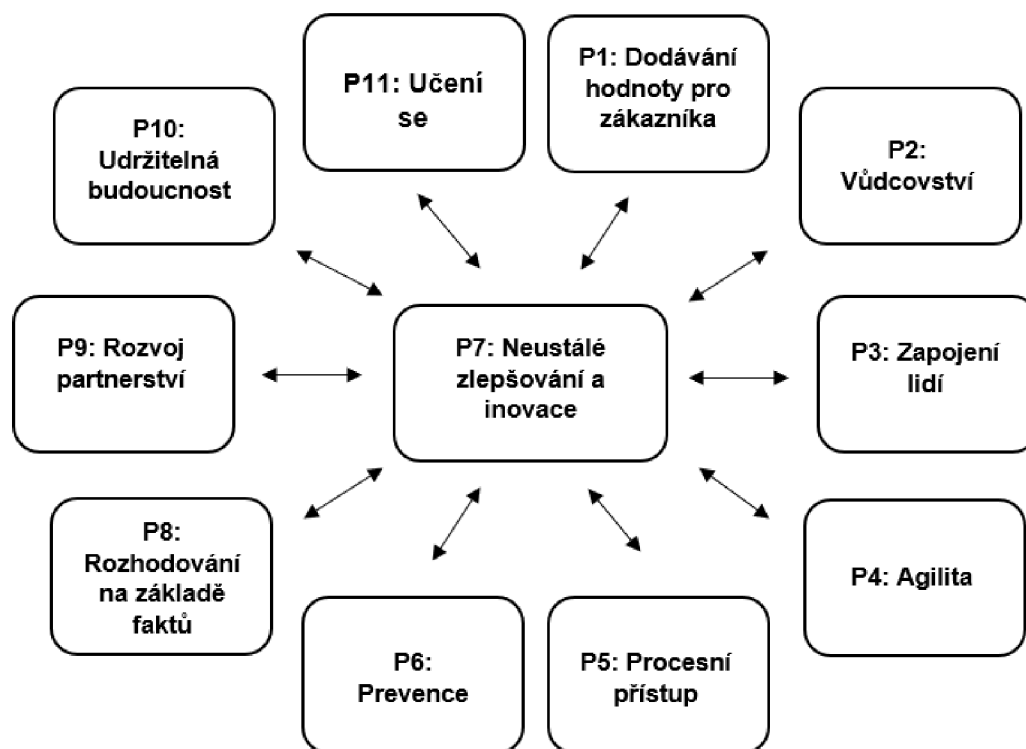 P11: Učení
se
P1: Dodávání
hodnoty pro
zákazníka
P10:
Udržitelná
budoucnost
P2:
Vůdcovství
P9: Rozvoj
partnerství
P7: Neustálé
zlepšování a
inovace
P3: Zapojení
lidí
P8:
Rozhodování
na základě
faktů
P4: Agilita
P6:
Prevence
P5: Procesní
přístup